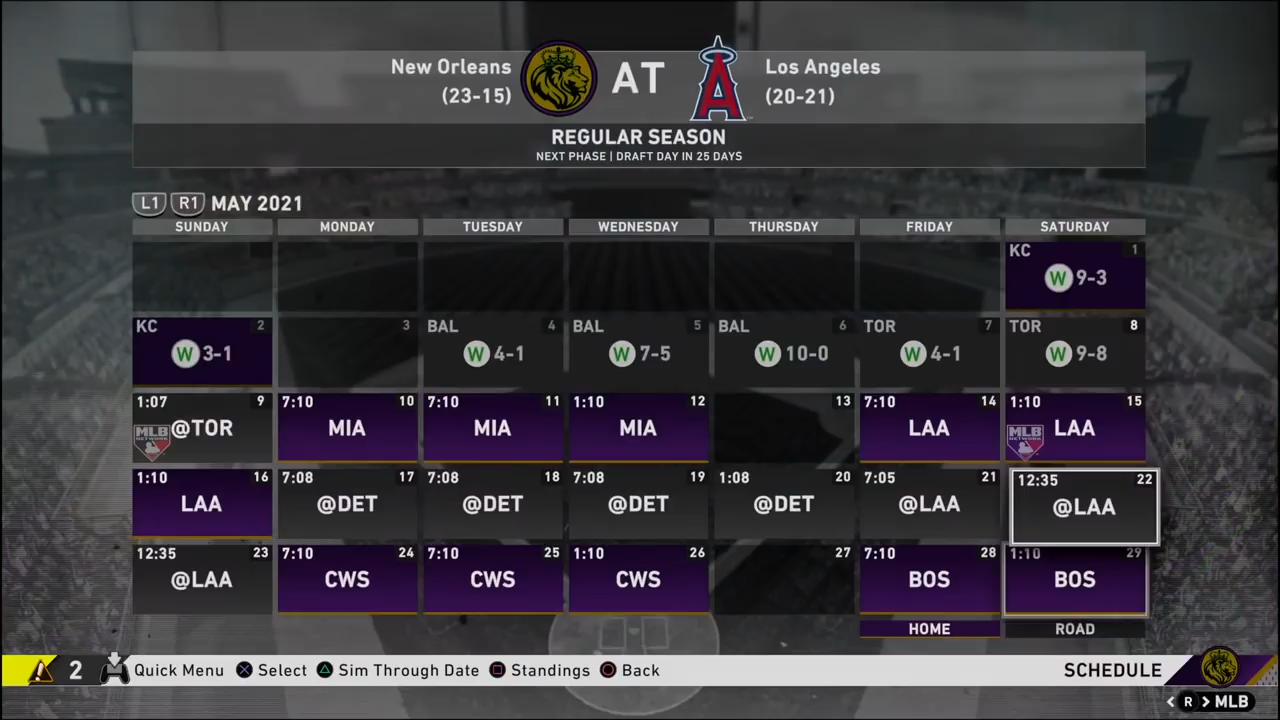 New Orleans AT Los Angeles
(23-15) A (20-21)
REGULAR SEASON
NEXT PHASE | DRAFT DAY IN 25 DAYS
L1 R1 MAY 2021
SUNDAY MONDAY TUESDAY WEDNESDAY THURSDAY FRIDAY SATURDAY
KC 1
W 9-3
KC 2 3 BAL 4 BAL 5 BAL 6 TOR 7 TOR 8
W 3-1 W 4-1 W 7-5 W 10-0 W 4-1 W 9-8
1:07 9 7:10 10 7:10 11 1:10 12 13 7:10 14 1:10 15
MLB NETWORK @TOR MIA MIA MIA LAA MLB NETWORK LAA
1:10 16 7:08 17 7:08 18 7:08 19 1:08 20 7:05 21 12:35 22
LAA @DET @DET @DET @DET @LAA @LAA
12:35 23 7:10 24 7:10 25 1:10 26 27 7:10 28 1:10 29
@LAA CWS CWS CWS BOS BOS
HOME ROAD
2 Quick Menu Select Sim Through Date Standings Back SCHEDULE
< R > MLB